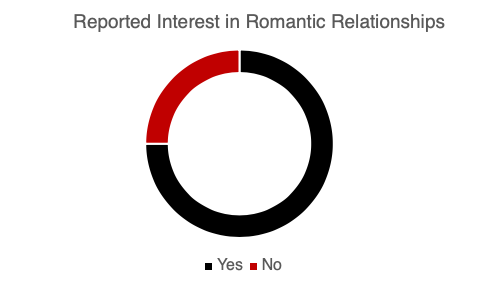 Reported Interest in Romantic Relationships
Yes No